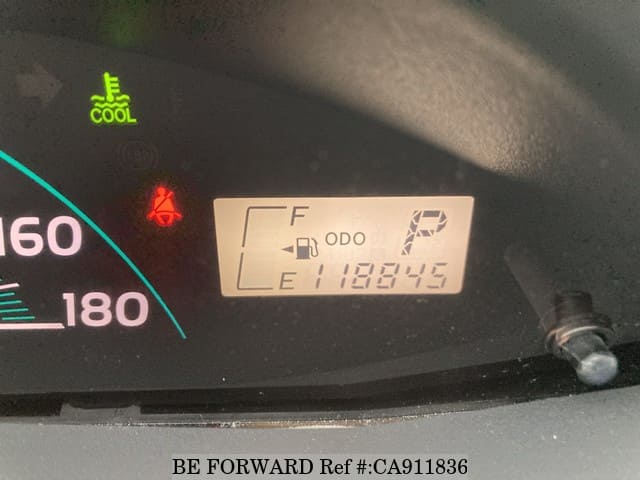 COOL
160
180
F
ODO
P
E 118845
BE FORWARD Ref #:CA911836